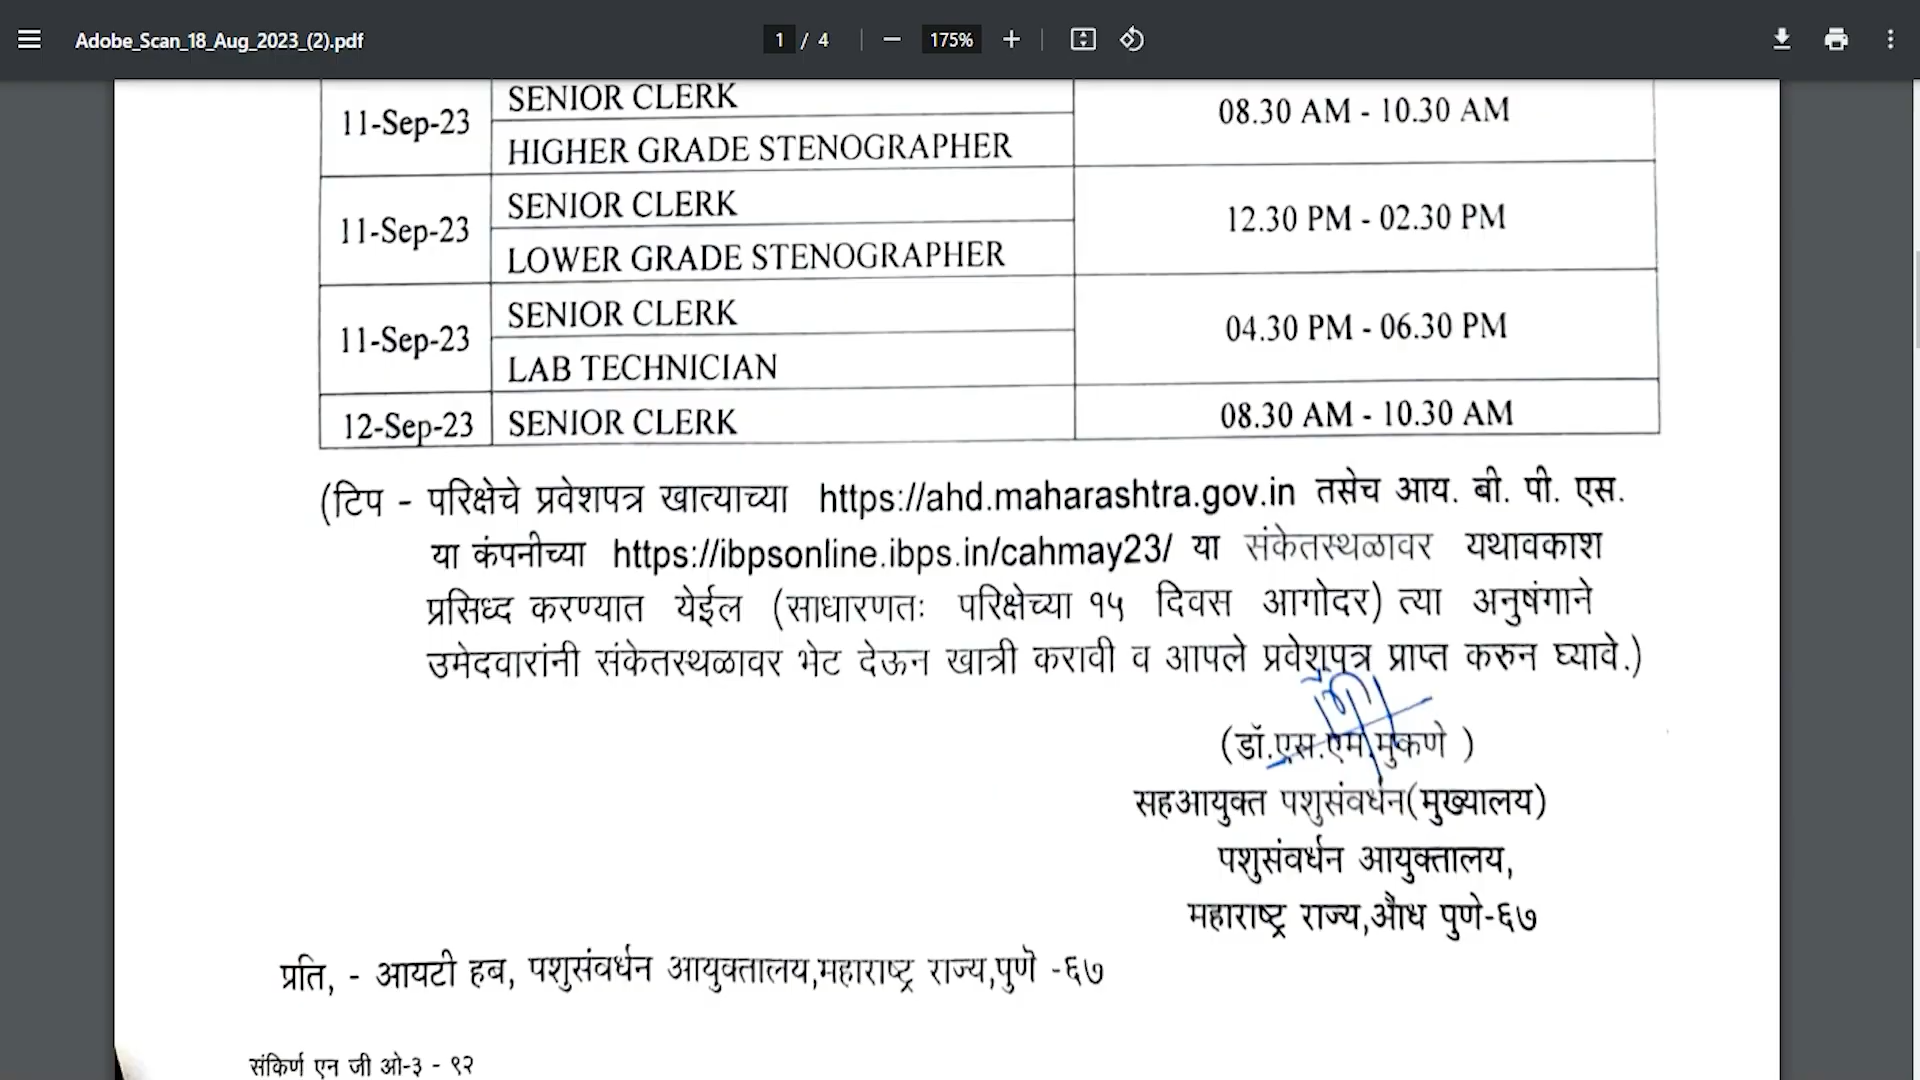 Adobe_Scan_18_Aug_2023_(2).pdf
1 / 4
175%
11-Sep-23 SENIOR CLERK 08.30 AM - 10.30 AM
HIGHER GRADE STENOGRAPHER
11-Sep-23 SENIOR CLERK 12.30 PM - 02.30 PM
LOWER GRADE STENOGRAPHER
11-Sep-23 SENIOR CLERK 04.30 PM - 06.30 PM
LAB TECHNICIAN
12-Sep-23 SENIOR CLERK 08.30 AM - 10.30 AM
(टिप - परिक्षेचे प्रवेशपत्र खात्याच्या https://ahd.maharashtra.gov.in तसेच आय. बी. पी. एस.
या कंपनीच्या https://ibpsonline.ibps.in/cahmay23/ या संकेतस्थळावर यथावकाश
प्रसिध्द करण्यात येईल (साधारणतः परिक्षेच्या १५ दिवस आगोदर) त्या अनुषंगाने
उमेदवारांनी संकेतस्थळावर भेट देऊन खात्री करावी व आपले प्रवेशपत्र प्राप्त करुन घ्यावे.)
(डॉ.एस.एम.मुकणे )
सहआयुक्त पशुसंवर्धन(मुख्यालय)
पशुसंवर्धन आयुक्तालय,
महाराष्ट्र राज्य,औध पुणे-६७
प्रति, - आयटी हब, पशुसंवर्धन आयुक्तालय,महाराष्ट्र राज्य,पुणे -६७
संकिर्ण एन जी ओ-३ - ९२